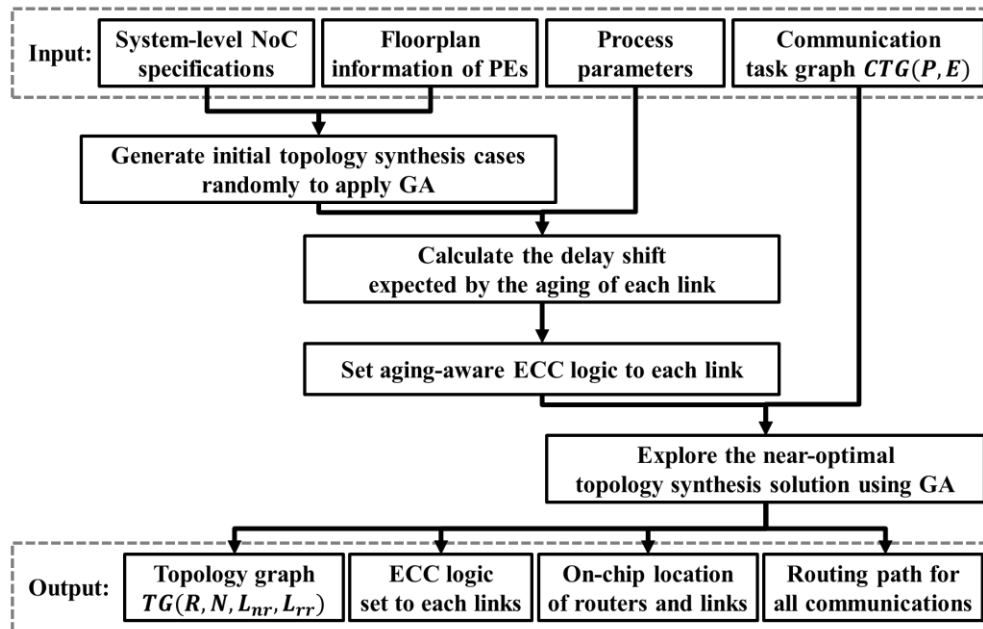 Input:
System-level NoC
specifications
Floorplan
information of PEs
Process
parameters
Communication
task graph CTG(P, E)
Generate initial topology synthesis cases
randomly to apply GA
Calculate the delay shift
expected by the aging of each link
Set aging-aware ECC logic to each link
Explore the near-optimal
topology synthesis solution using GA
Output:
Topology graph
TG(R, N, Lnr, Lrr)
ECC logic
set to each links
On-chip location
of routers and links
Routing path for
all communications